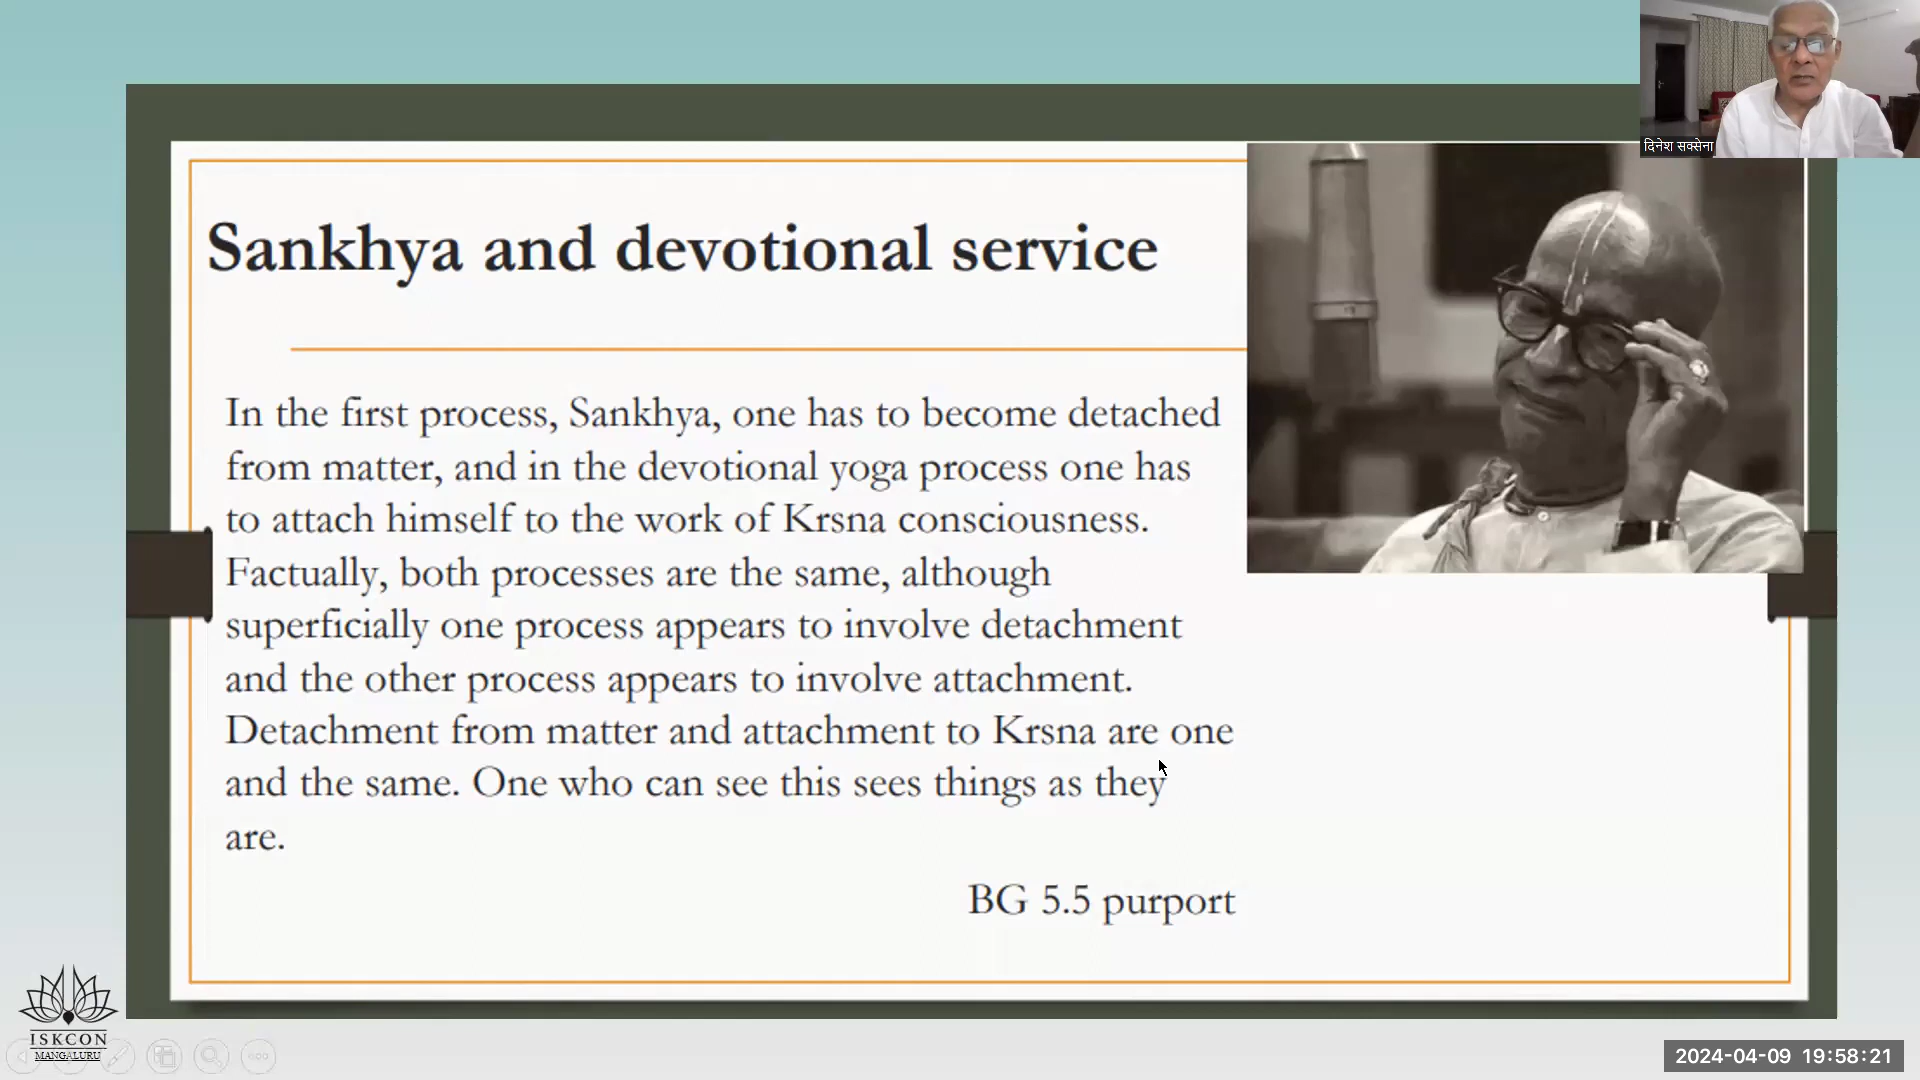 दिनेश सक्सेना
Sankhya and devotional service
In the first process, Sankhya, one has to become detached
from matter, and in the devotional yoga process one has
to attach himself to the work of Krsna consciousness.
Factually, both processes are the same, although
superficially one process appears to involve detachment
and the other process appears to involve attachment.
Detachment from matter and attachment to Krsna are one
and the same. One who can see this sees things as they
are.
BG 5.5 purport
ISKCON
MANGALURU
2024-04-09 19:58:21